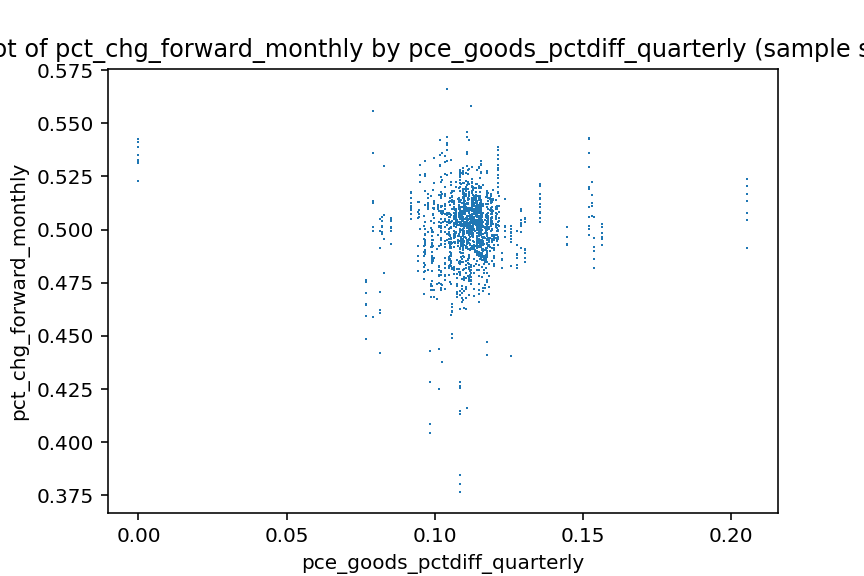 of pct_chg_forward_monthly by pce_goods_pctdiff_quarterly (sample
0.575
0.550
0.525
0.500
0.475
0.450
0.425
0.400
0.375
pct_chg_forward_monthly
0.00 0.05 0.10 0.15 0.20
pce_goods_pctdiff_quarterly